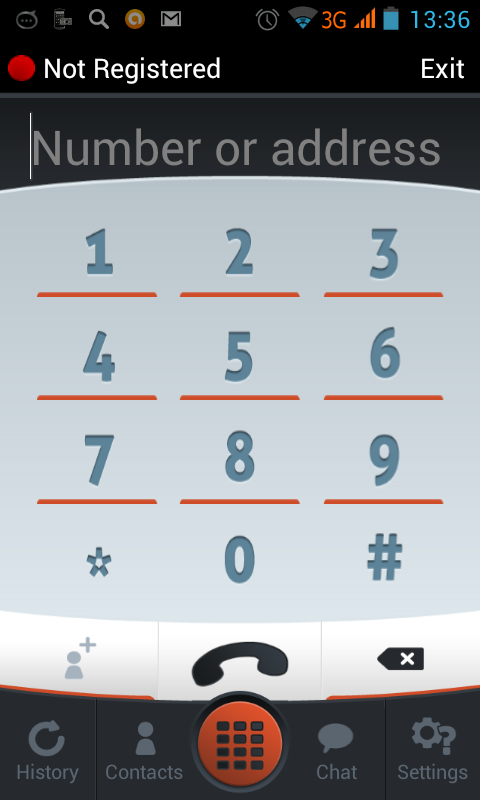 3G 13:36
Not Registered Exit
Number or address
1 2 3
4 5 6
7 8 9
* 0 #
History Contacts Chat Settings